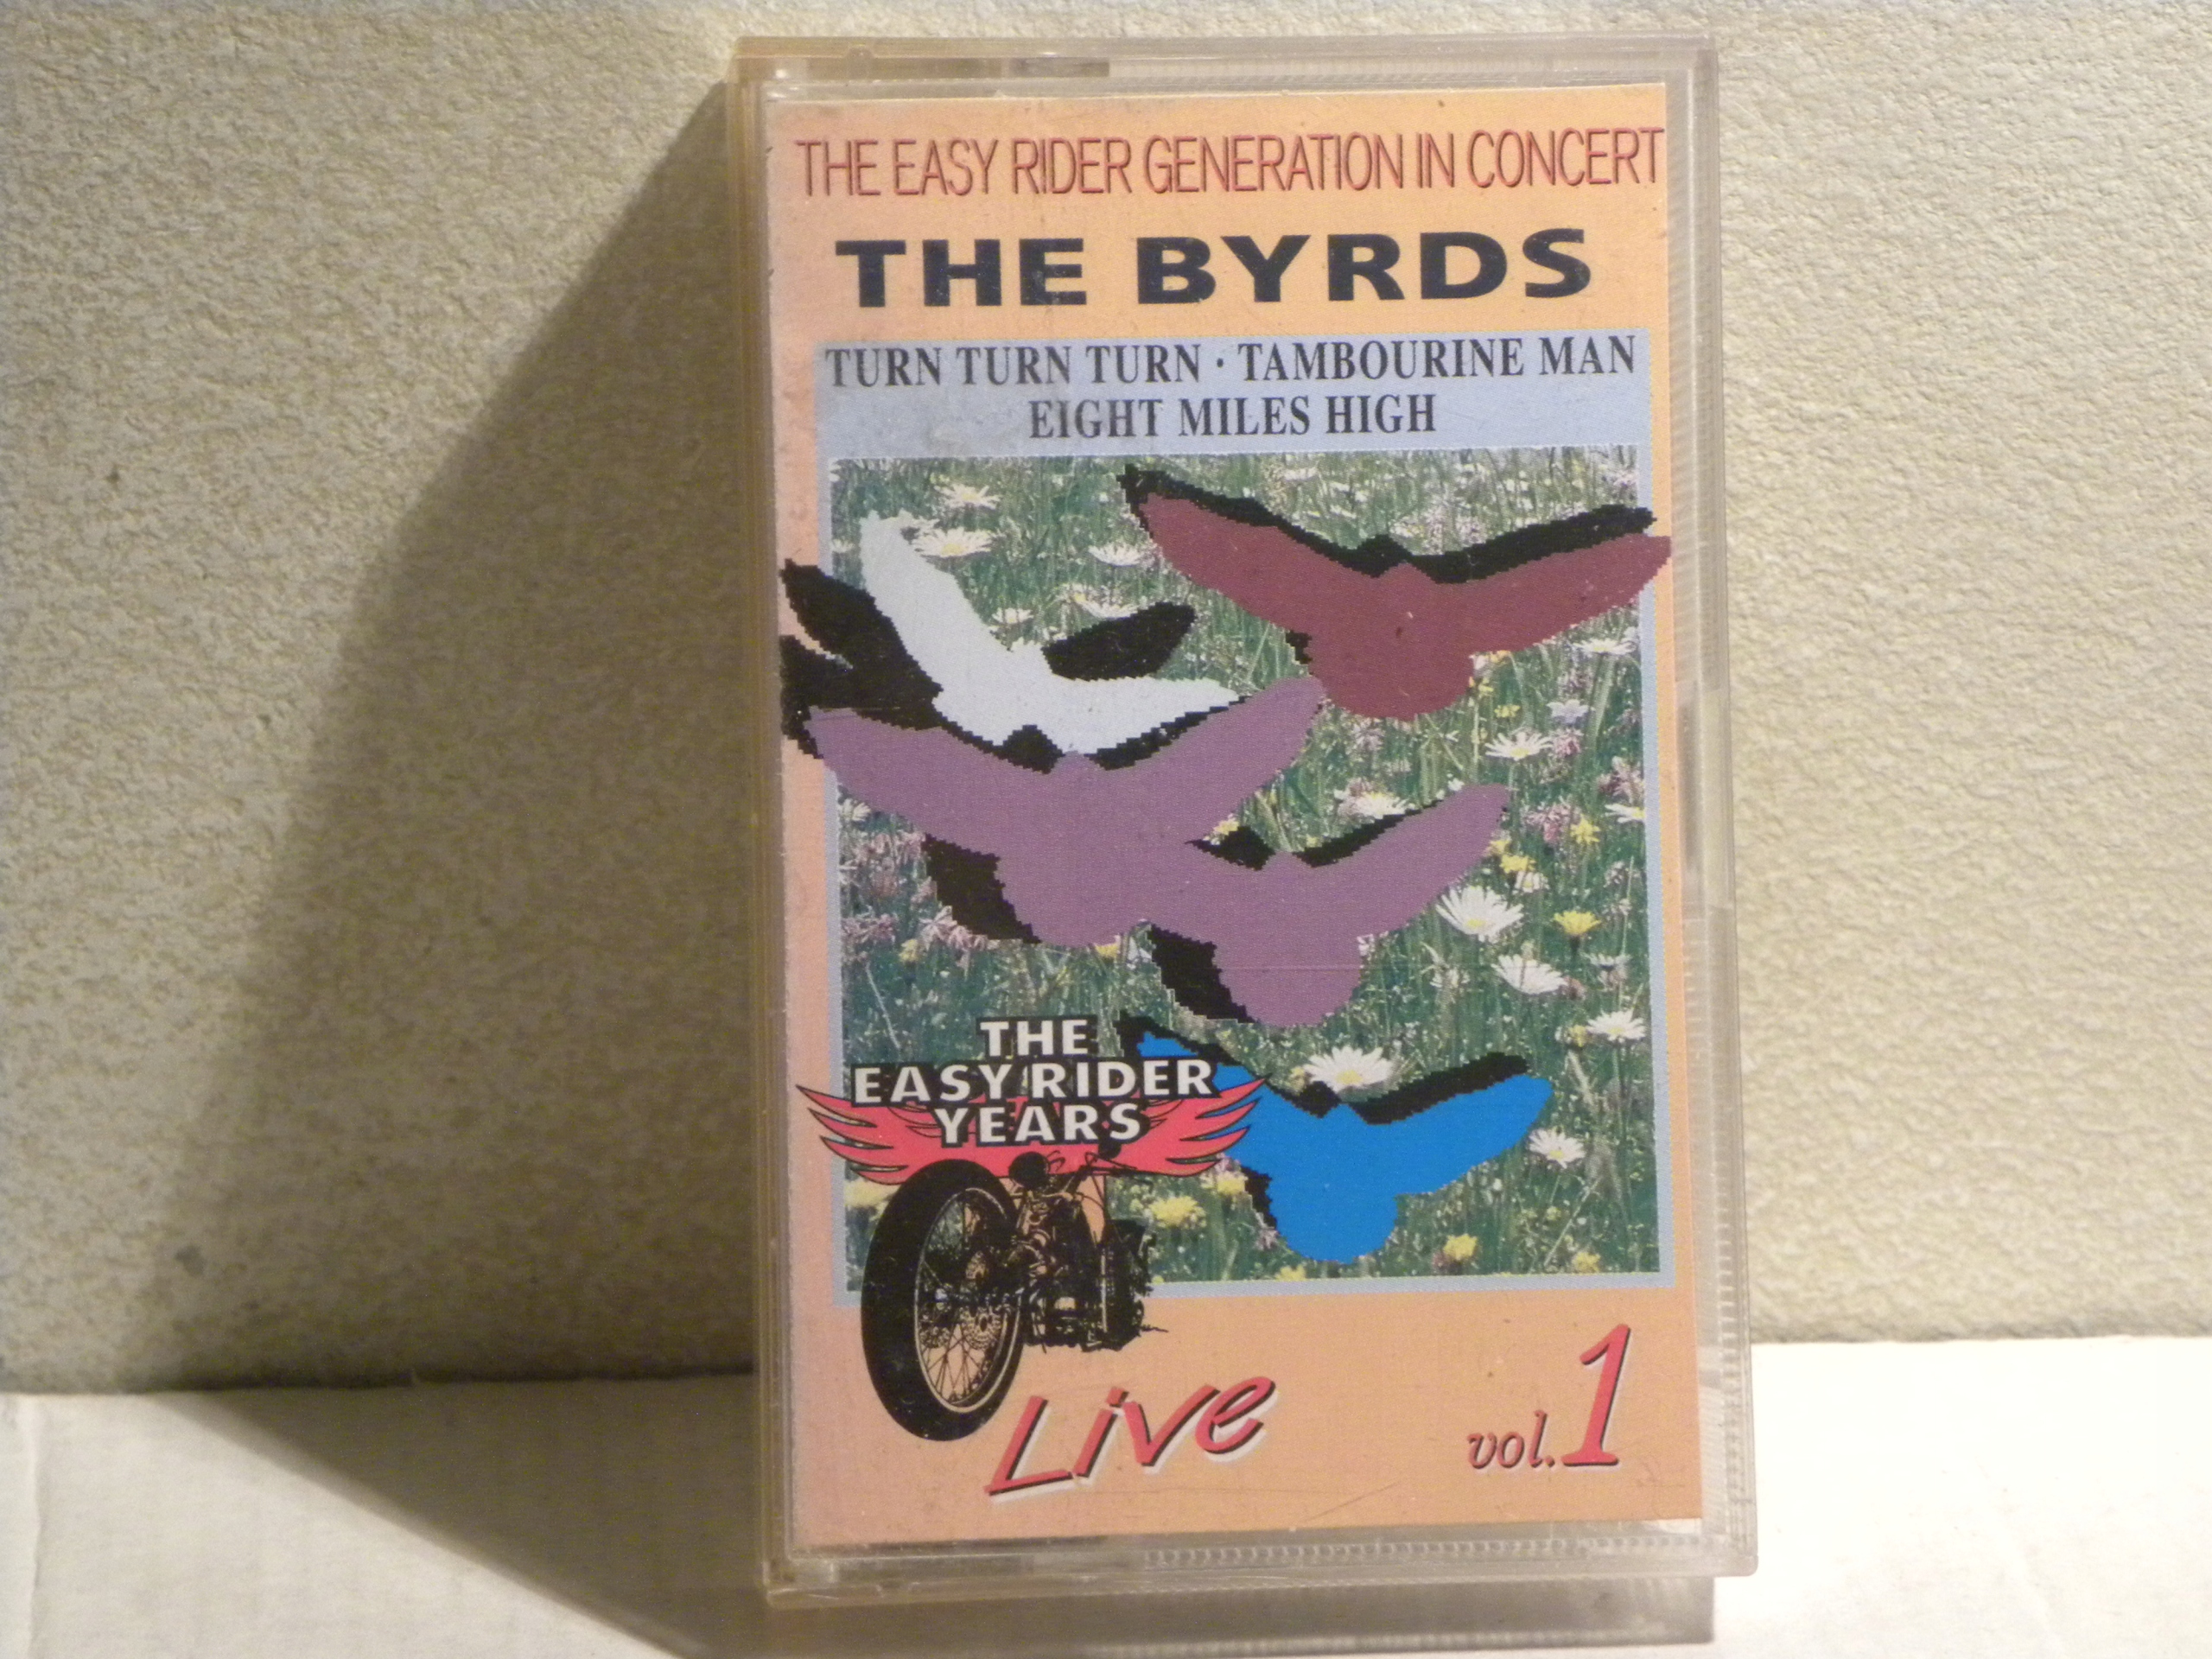 THE EASY RIDER GENERATION IN CONCERT
THE BYRDS
TURN TURN TURN · TAMBOURINE MAN
EIGHT MILES HIGH
THE
EASY RIDER
YEARS
Live
vol. 1